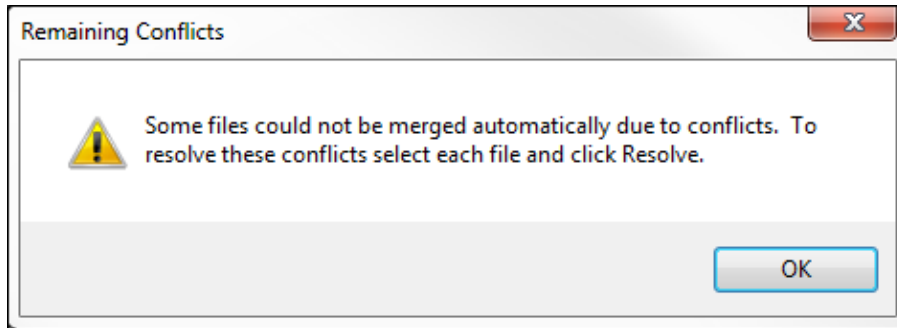 Remaining Conflicts
Some files could not be merged automatically due to conflicts.  To
resolve these conflicts select each file and click Resolve.
OK